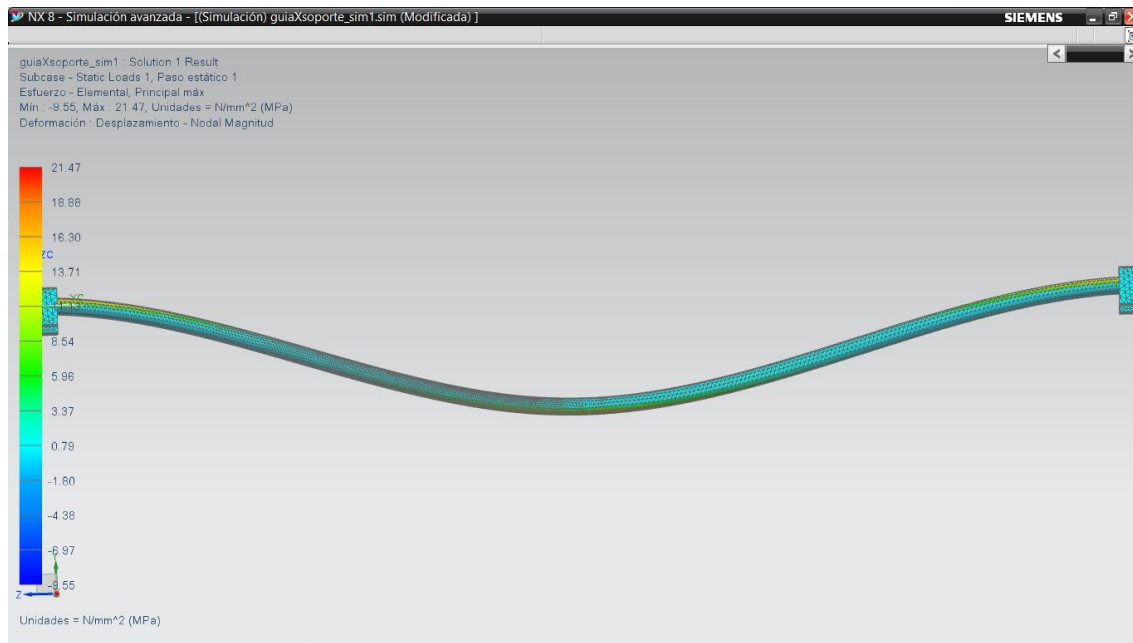 NX 8 - Simulación avanzada - [(Simulación) guiaXsoporte_sim1.sim (Modificada) ]
SIEMENS
guiaXsoporte_sim1 : Solution 1 Result
Subcase - Static Loads 1, Paso estático 1
Esfuerzo - Elemental, Principal máx
Mín : -9.55, Máx : 21.47, Unidades = N/mm^2 (MPa)
Deformación : Desplazamiento - Nodal Magnitud
21.47
18.88
16.30
ZC
13.71
8.54
5.96
3.37
0.79
-1.80
-4.38
-6.97
-9.55
Z
Unidades = N/mm^2 (MPa)